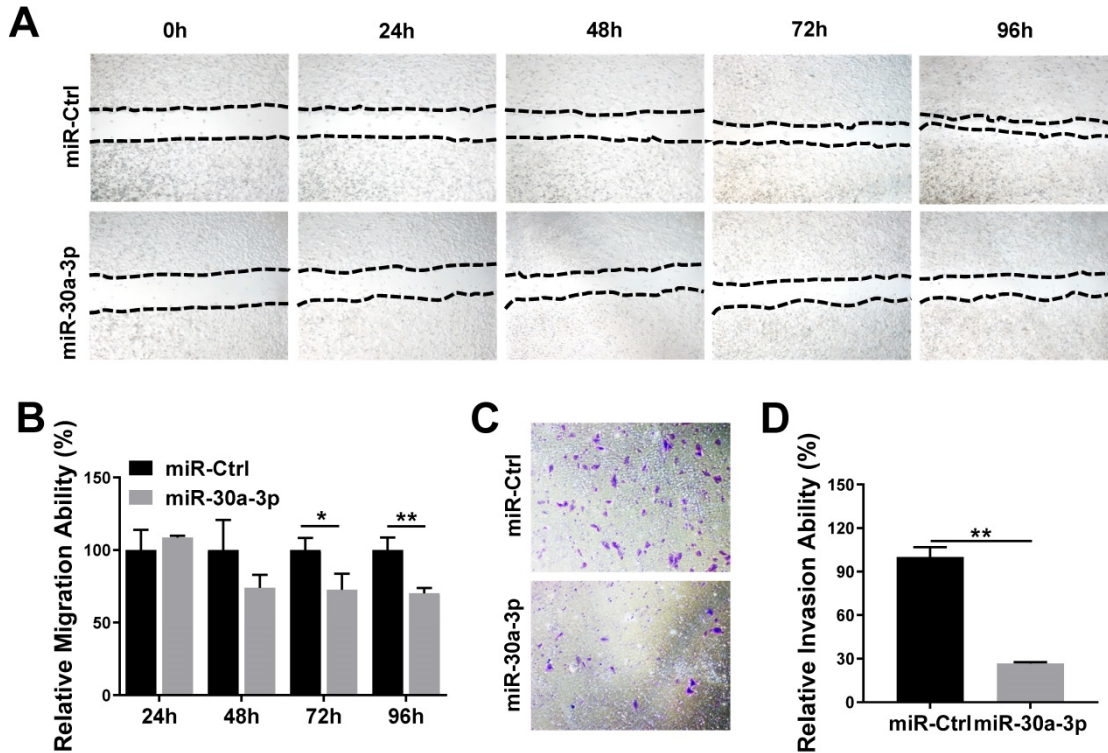 A
0h 24h 48h 72h 96h
miR-Ctrl
miR-30a-3p
B
Relative Migration Ability (%)
miR-Ctrl
miR-30a-3p
150
100
50
0
* **
24h 48h 72h 96h
C
miR-Ctrl
miR-30a-3p
D
Relative Invasion Ability (%)
150
120
90
60
30
0
**
miR-Ctrl miR-30a-3p